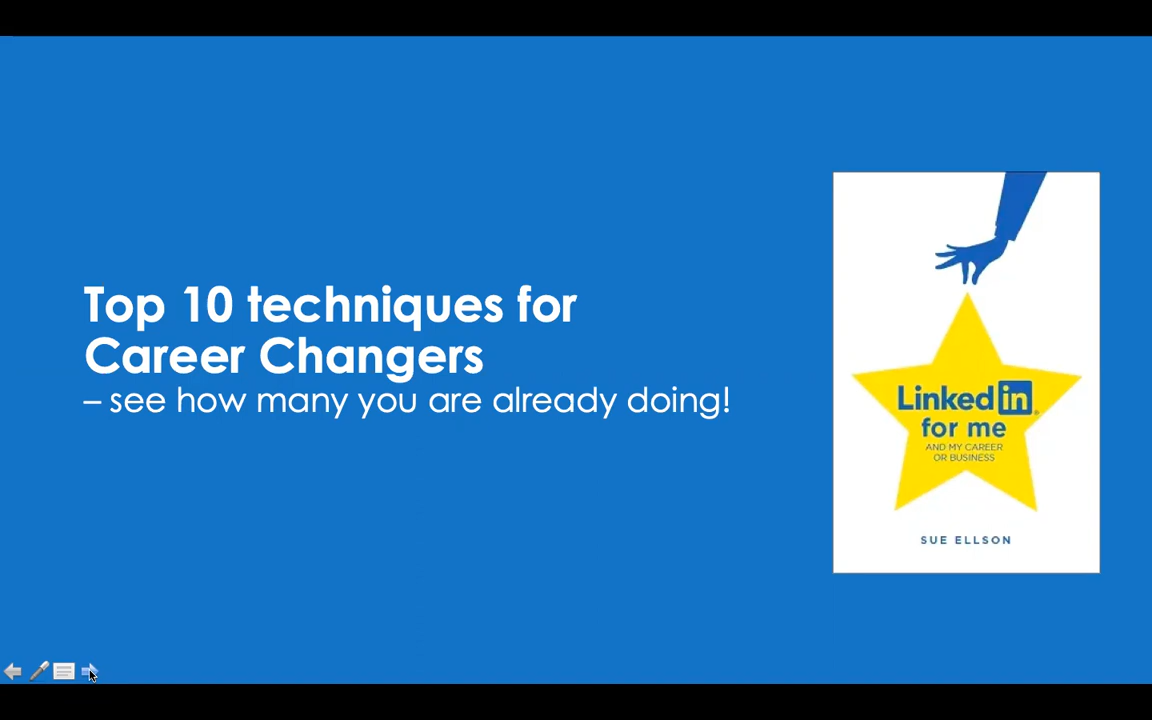 Top 10 techniques for
Career Changers
– see how many you are already doing!
Linked in
for me
AND MY CAREER
OR BUSINESS
SUE ELLSON